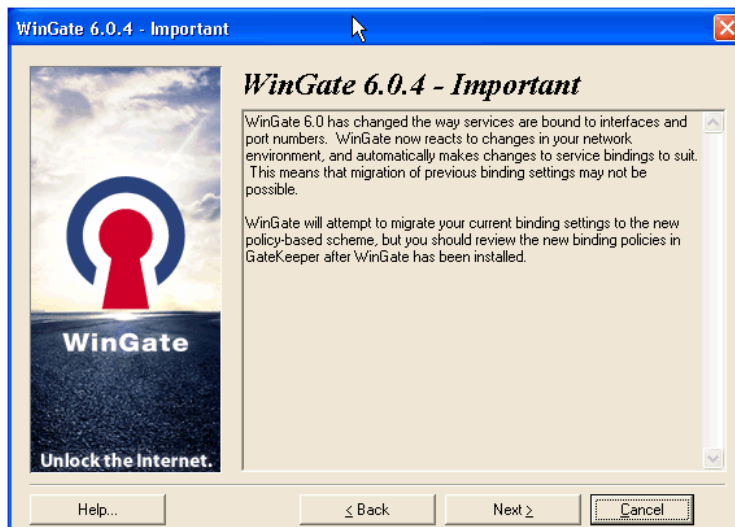 WinGate 6.0.4 - Important
WinGate 6.0.4 - Important
WinGate 6.0 has changed the way services are bound to interfaces and
port numbers. WinGate now reacts to changes in your network
environment, and automatically makes changes to service bindings to suit.
This means that migration of previous binding settings may not be
possible.
WinGate will attempt to migrate your current binding settings to the new
policy-based scheme, but you should review the new binding policies in
GateKeeper after WinGate has been installed.
WinGate
Unlock the Internet.
Help...
< Back
Next >
Cancel